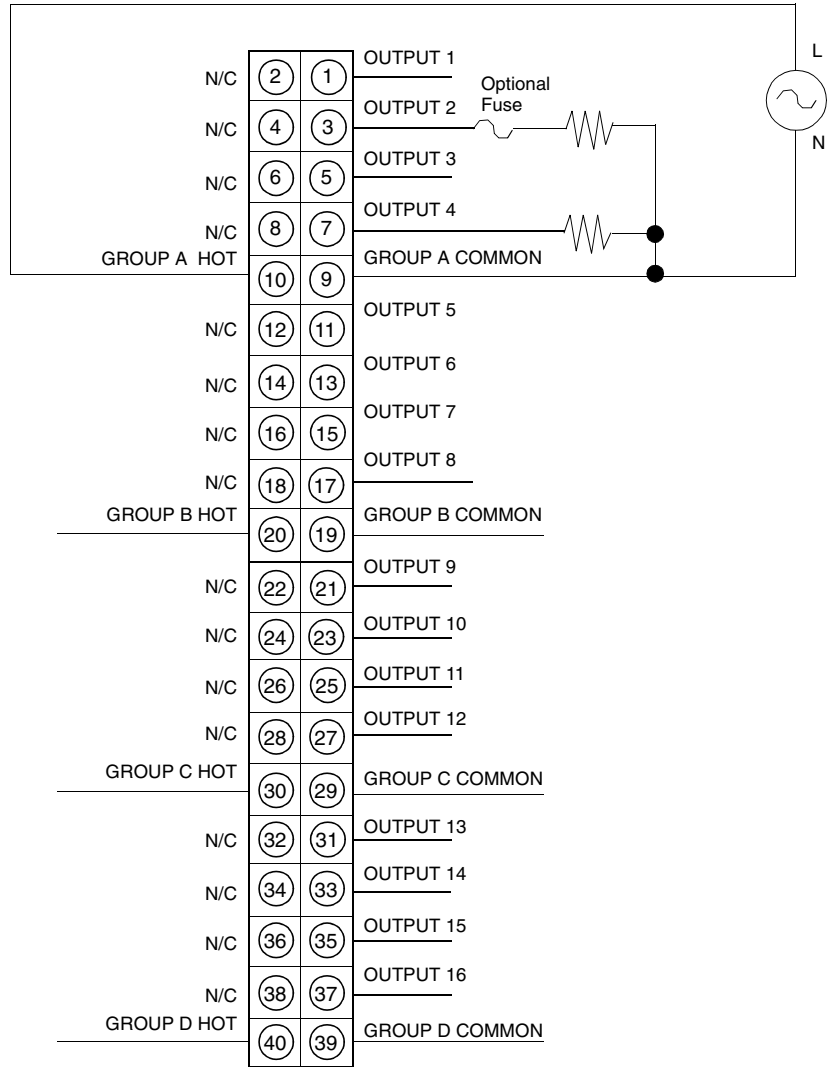 L
OUTPUT 1
N/C 2 1
Optional
Fuse
OUTPUT 2
N/C 4 3
N
OUTPUT 3
N/C 6 5
OUTPUT 4
N/C 8 7
GROUP A HOT 10 9 GROUP A COMMON
OUTPUT 5
N/C 12 11
OUTPUT 6
N/C 14 13
OUTPUT 7
N/C 16 15
OUTPUT 8
N/C 18 17
GROUP B HOT 20 19 GROUP B COMMON
OUTPUT 9
N/C 22 21
OUTPUT 10
N/C 24 23
OUTPUT 11
N/C 26 25
OUTPUT 12
N/C 28 27
GROUP C HOT 30 29 GROUP C COMMON
OUTPUT 13
N/C 32 31
OUTPUT 14
N/C 34 33
OUTPUT 15
N/C 36 35
OUTPUT 16
N/C 38 37
GROUP D HOT 40 39 GROUP D COMMON